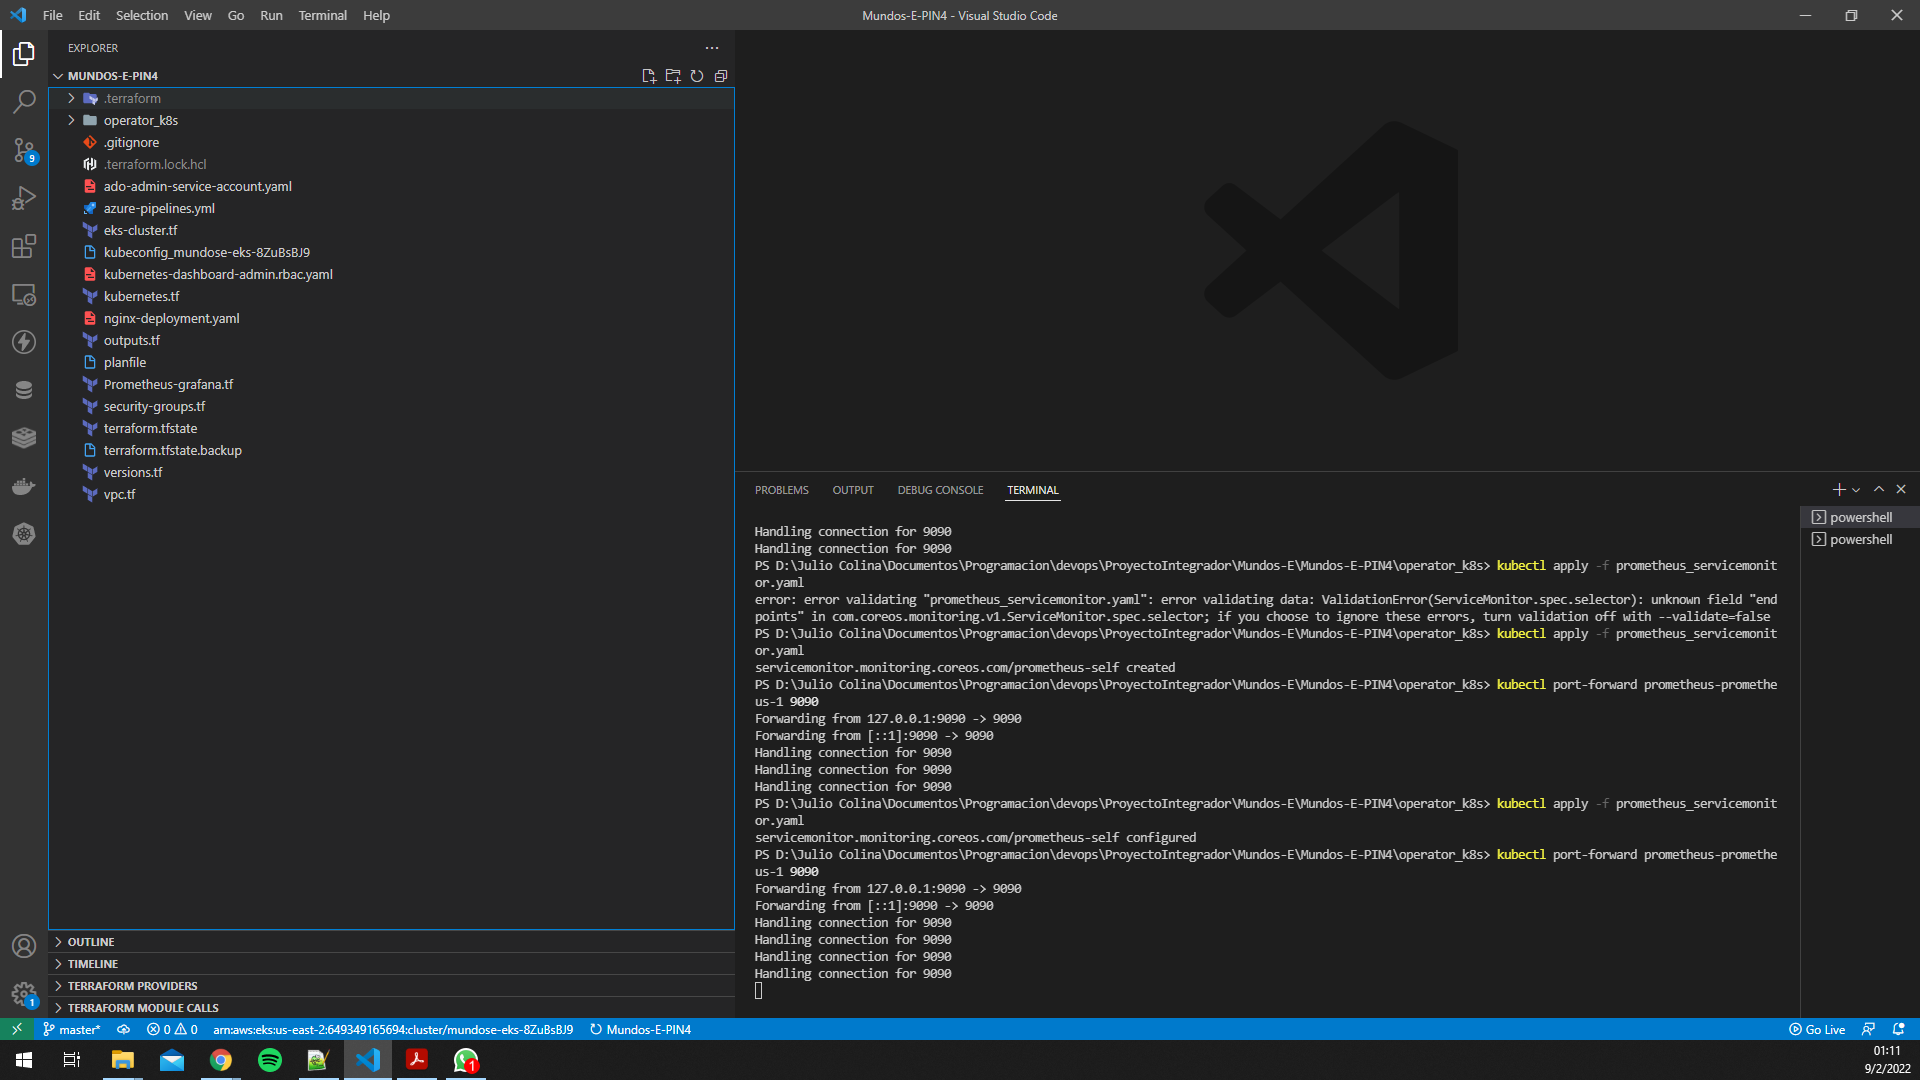 File Edit Selection View Go Run Terminal Help
Mundos-E-PIN4 - Visual Studio Code
EXPLORER
MUNDOS-E-PIN4
.terraform
operator_k8s
.gitignore
.terraform.lock.hcl
ado-admin-service-account.yaml
azure-pipelines.yml
eks-cluster.tf
kubeconfig_mundose-eks-8ZuBsBJ9
kubernetes-dashboard-admin.rbac.yaml
kubernetes.tf
nginx-deployment.yaml
outputs.tf
planfile
Prometheus-grafana.tf
security-groups.tf
terraform.tfstate
terraform.tfstate.backup
versions.tf
vpc.tf
OUTLINE
TIMELINE
TERRAFORM PROVIDERS
TERRAFORM MODULE CALLS
9
1
PROBLEMS OUTPUT DEBUG CONSOLE TERMINAL
powershell
powershell
Handling connection for 9090
Handling connection for 9090
PS D:\Julio Colina\Documentos\Programacion\devops\ProyectoIntegrador\Mundos-E\Mundos-E-PIN4\operator_k8s> kubectl apply -f prometheus_servicemonit
or.yaml
error: error validating "prometheus_servicemonitor.yaml": error validating data: ValidationError(ServiceMonitor.spec.selector): unknown field "end
points" in com.coreos.monitoring.v1.ServiceMonitor.spec.selector; if you choose to ignore these errors, turn validation off with --validate=false
PS D:\Julio Colina\Documentos\Programacion\devops\ProyectoIntegrador\Mundos-E\Mundos-E-PIN4\operator_k8s> kubectl apply -f prometheus_servicemonit
or.yaml
servicemonitor.monitoring.coreos.com/prometheus-self created
PS D:\Julio Colina\Documentos\Programacion\devops\ProyectoIntegrador\Mundos-E\Mundos-E-PIN4\operator_k8s> kubectl port-forward prometheus-promethe
us-1 9090
Forwarding from 127.0.0.1:9090 -> 9090
Forwarding from [::1]:9090 -> 9090
Handling connection for 9090
Handling connection for 9090
Handling connection for 9090
PS D:\Julio Colina\Documentos\Programacion\devops\ProyectoIntegrador\Mundos-E\Mundos-E-PIN4\operator_k8s> kubectl apply -f prometheus_servicemonit
or.yaml
servicemonitor.monitoring.coreos.com/prometheus-self configured
PS D:\Julio Colina\Documentos\Programacion\devops\ProyectoIntegrador\Mundos-E\Mundos-E-PIN4\operator_k8s> kubectl port-forward prometheus-promethe
us-1 9090
Forwarding from 127.0.0.1:9090 -> 9090
Forwarding from [::1]:9090 -> 9090
Handling connection for 9090
Handling connection for 9090
Handling connection for 9090
Handling connection for 9090
master* 0 0 arn:aws:eks:us-east-2:649349165694:cluster/mundose-eks-8ZuBsBJ9 Mundos-E-PIN4 Go Live
1
01:11
9/2/2022